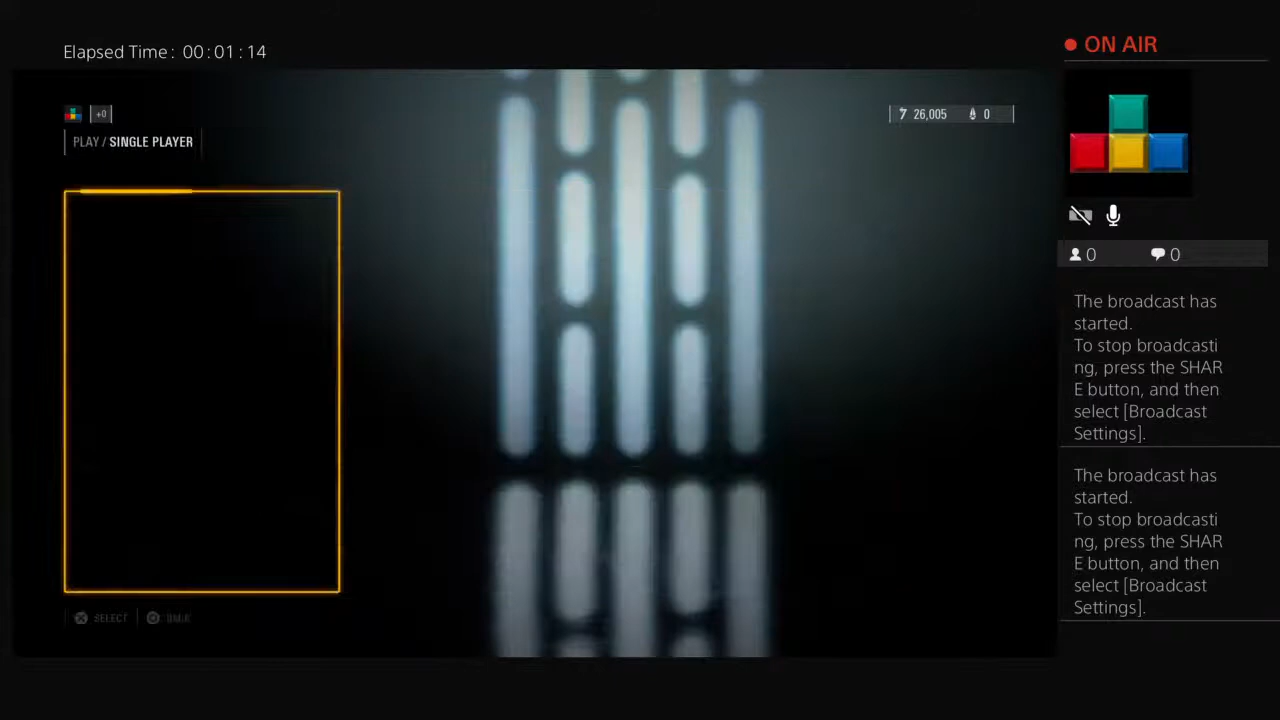 Elapsed Time: 00:01:14
ON AIR
+0
PLAY / SINGLE PLAYER
26,005 0
0 0
The broadcast has
started.
To stop broadcasti
ng, press the SHAR
E button, and then
select [Broadcast
Settings].
The broadcast has
started.
To stop broadcasti
ng, press the SHAR
E button, and then
select [Broadcast
Settings].
SELECT BACK